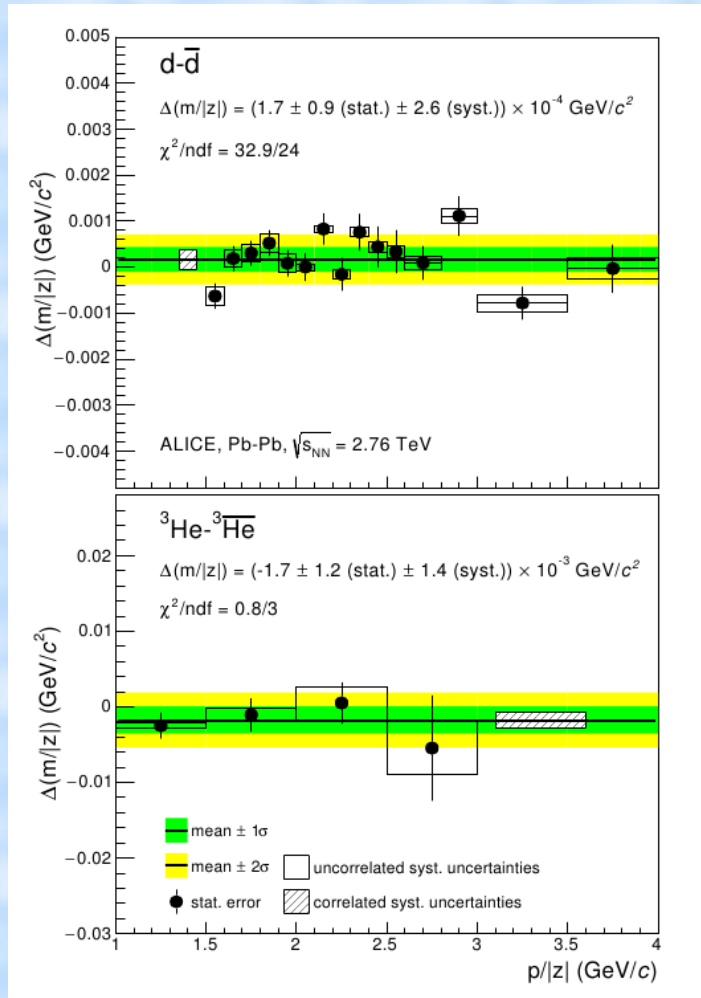 0.005
d-d̅
0.004
Δ(m/|z|) = (1.7 ± 0.9 (stat.) ± 2.6 (syst.)) × 10⁻⁴ GeV/c²
0.003
χ²/ndf = 32.9/24
0.002
0.001
0
−0.001
−0.002
−0.003
−0.004
Δ(m/|z|) (GeV/c²)
ALICE, Pb-Pb, √s_NN = 2.76 TeV
³He-³H̅e̅
Δ(m/|z|) = (-1.7 ± 1.2 (stat.) ± 1.4 (syst.)) × 10⁻³ GeV/c²
χ²/ndf = 0.8/3
0.02
0.01
0
−0.01
−0.02
−0.03
Δ(m/|z|) (GeV/c²)
mean ± 1σ
mean ± 2σ
uncorrelated syst. uncertainties
stat. error
correlated syst. uncertainties
1 1.5 2 2.5 3 3.5 4
p/|z| (GeV/c)